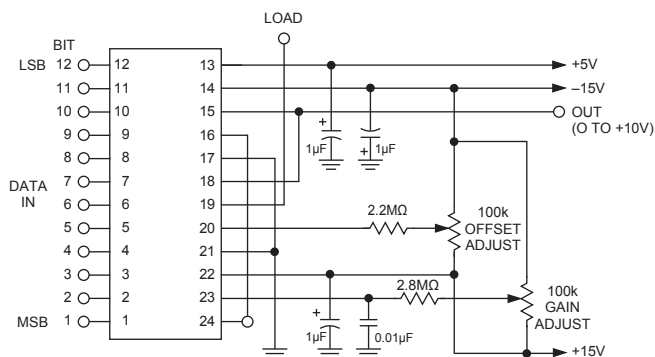 LOAD
BIT
LSB 12 12 13 +5V
11 11 14 –15V
10 10 15 OUT
(O TO +10V)
9 9 16
+ 1µF + 1µF
8 8 17
DATA
IN
7 7 18
6 6 19
5 5 20 2.2MΩ 100k
OFFSET
ADJUST
4 4 21
3 3 22
2 2 23 2.8MΩ 100k
GAIN
ADJUST
+ 1µF 0.01µF
MSB 1 1 24
+15V